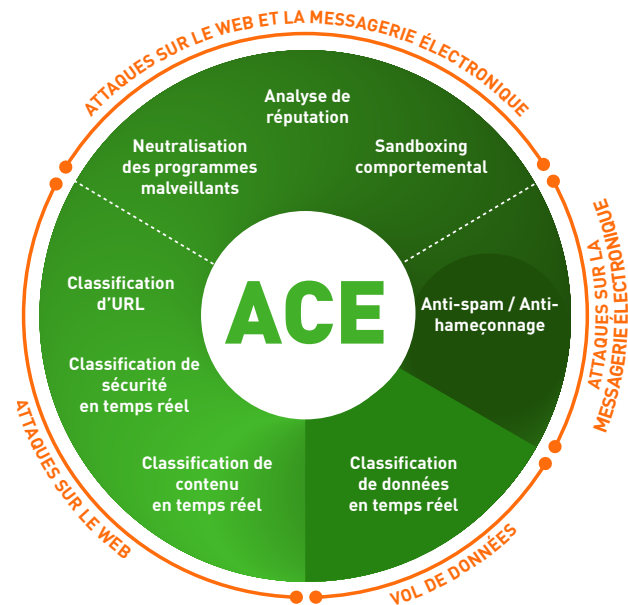 ATTAQUES SUR LE WEB ET LA MESSAGERIE ÉLECTRONIQUE
Analyse de
réputation
Neutralisation
des programmes
malveillants
Sandboxing
comportemental
ATTAQUES SUR LA
MESSAGERIE ÉLECTRONIQUE
Classification
d'URL
ACE
Anti-spam / Anti-
hameçonnage
Classification de
sécurité
en temps réel
Classification de
contenu
en temps réel
Classification
de données
en temps réel
ATTAQUES SUR LE WEB
VOL DE DONNÉES